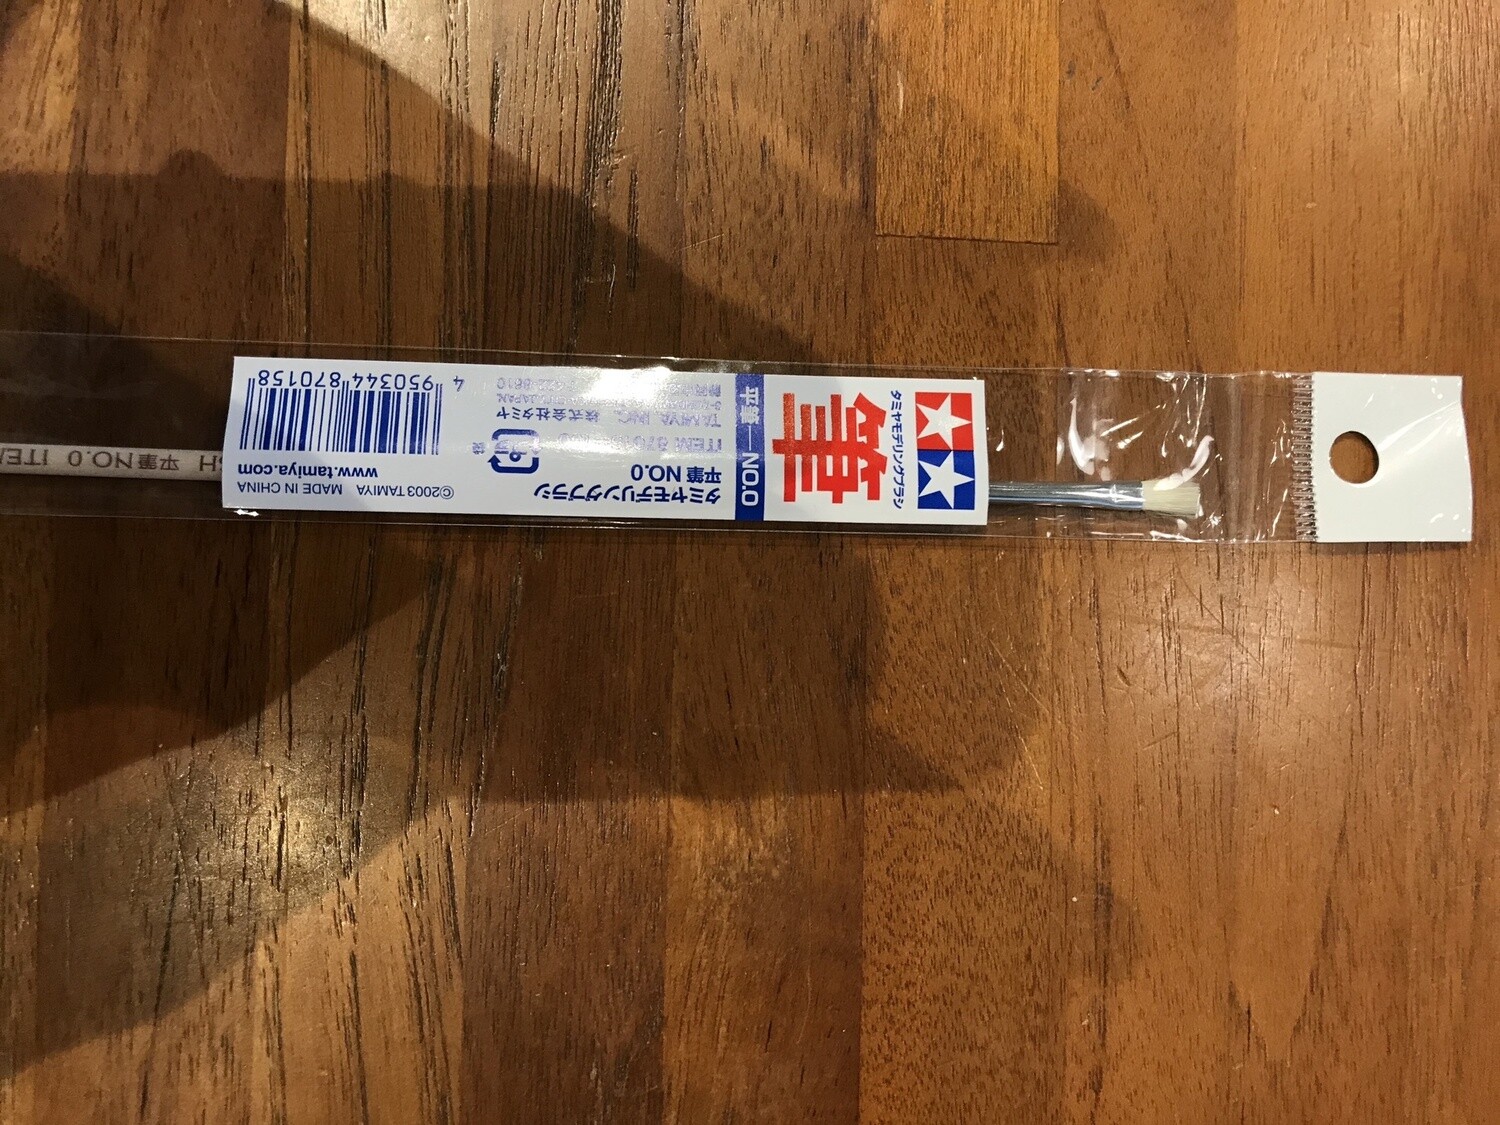 タミヤモデリングブラシ
筆
平筆 — NO.0
タミヤモデリングブラシ
平筆 NO.0
ITEM 87015
TAMIYA, INC. 株式会社タミヤ
袋
4 950344 870158
©2003 TAMIYA MADE IN CHINA
www.tamiya.com
平筆 NO.0